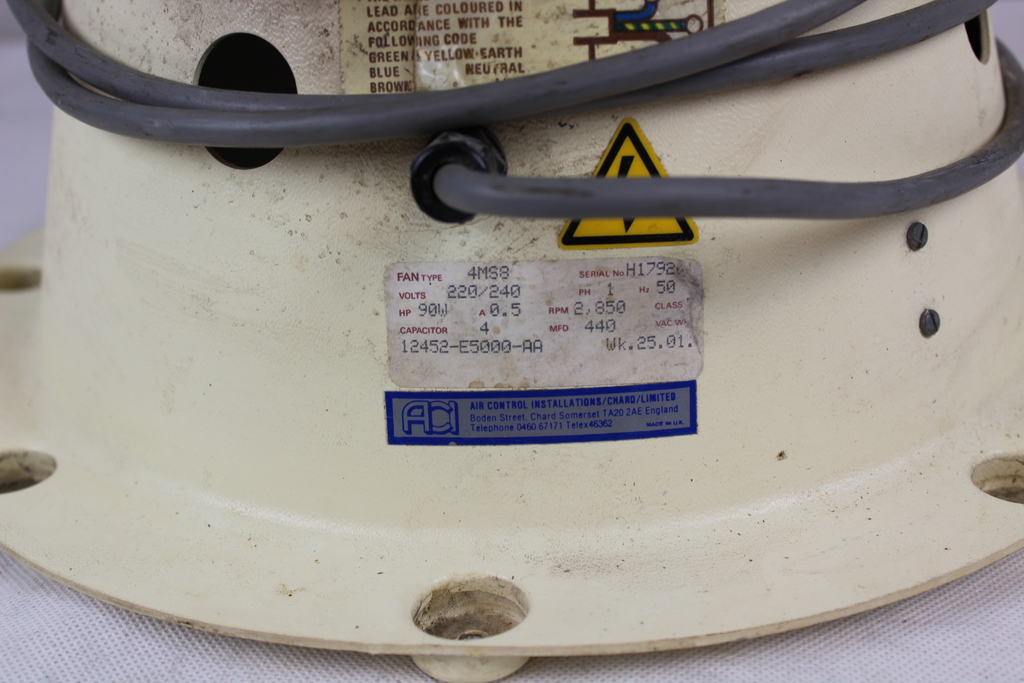 LEAD ARE COLOURED IN
ACCORDANCE WITH THE
FOLLOWING CODE
GREEN & YELLOW-EARTH
BLUE - NEUTRAL
BROWN
FAN TYPE 4MS8 SERIAL No H1792
VOLTS 220/240 PH 1 Hz 50
HP 90W A 0.5 RPM 2,850 CLASS
CAPACITOR 4 MFD 440 VAC Wk
12452-E5000-AA Wk.25.01.
ACI
AIR CONTROL INSTALLATIONS/CHARD/LIMITED
Boden Street, Chard Somerset TA20 2AE England
Telephone 0460 67171 Telex 46362 MADE IN U.K.